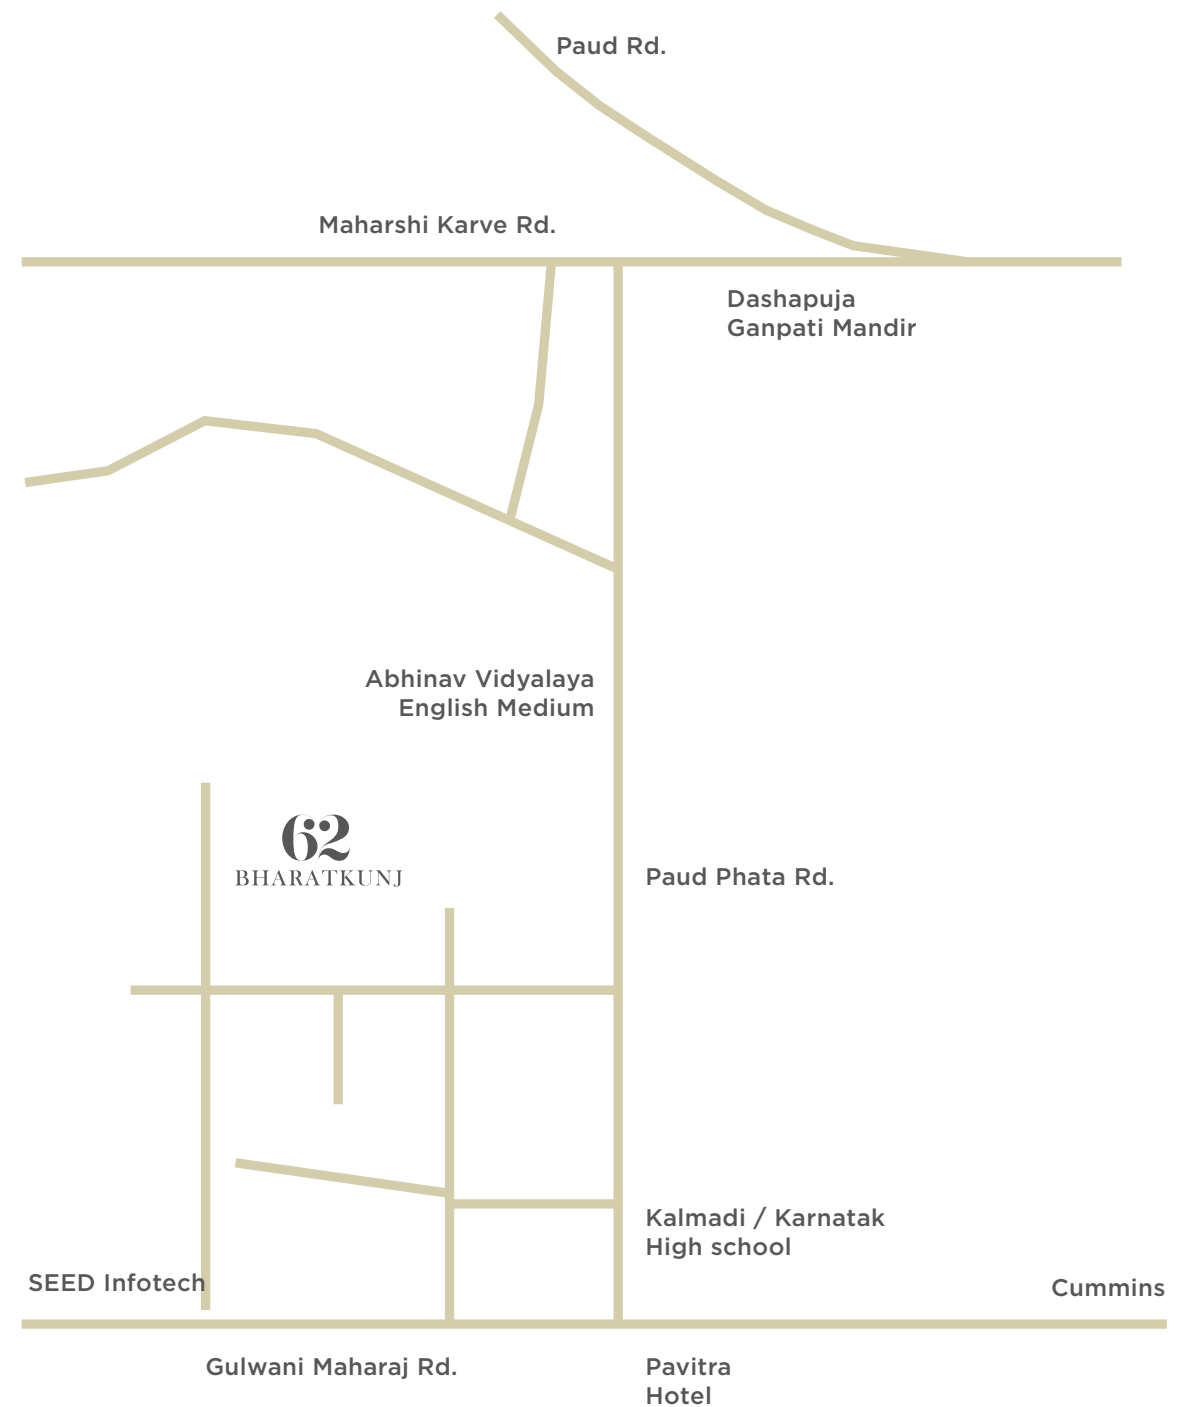 Paud Rd.
Maharshi Karve Rd.
Dashapuja
Ganpati Mandir
Abhinav Vidyalaya
English Medium
62
BHARATKUNJ
Paud Phata Rd.
Kalmadi / Karnatak
High school
SEED Infotech
Cummins
Gulwani Maharaj Rd.
Pavitra
Hotel